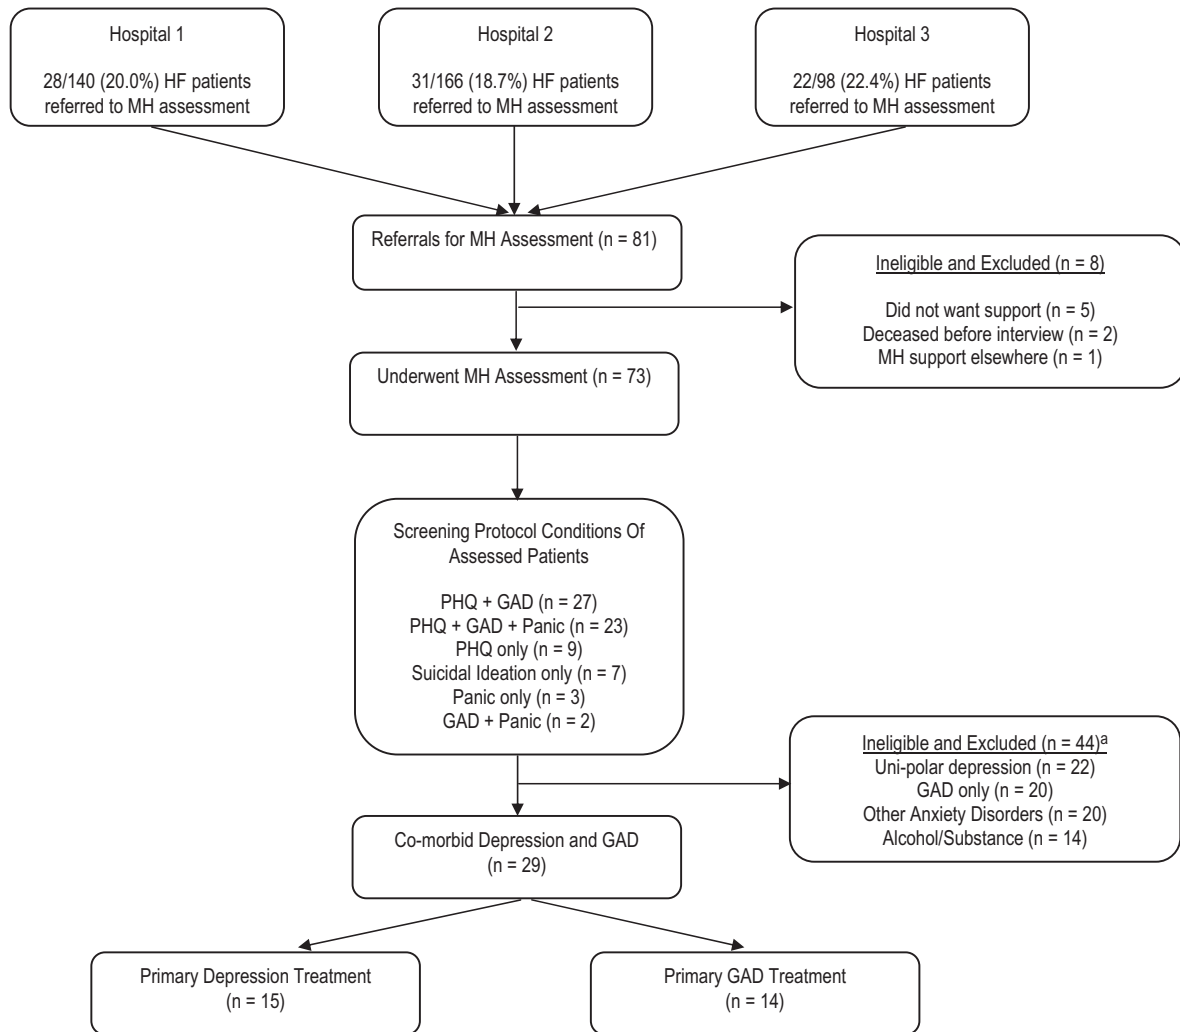 Hospital 1
28/140 (20.0%) HF patients
referred to MH assessment
Hospital 2
31/166 (18.7%) HF patients
referred to MH assessment
Hospital 3
22/98 (22.4%) HF patients
referred to MH assessment
Referrals for MH Assessment (n = 81)
Ineligible and Excluded (n = 8)
Did not want support (n = 5)
Deceased before interview (n = 2)
MH support elsewhere (n = 1)
Underwent MH Assessment (n = 73)
Screening Protocol Conditions Of
Assessed Patients
PHQ + GAD (n = 27)
PHQ + GAD + Panic (n = 23)
PHQ only (n = 9)
Suicidal Ideation only (n = 7)
Panic only (n = 3)
GAD + Panic (n = 2)
Ineligible and Excluded (n = 44)a
Uni-polar depression (n = 22)
GAD only (n = 20)
Other Anxiety Disorders (n = 20)
Alcohol/Substance (n = 14)
Co-morbid Depression and GAD
(n = 29)
Primary Depression Treatment
(n = 15)
Primary GAD Treatment
(n = 14)